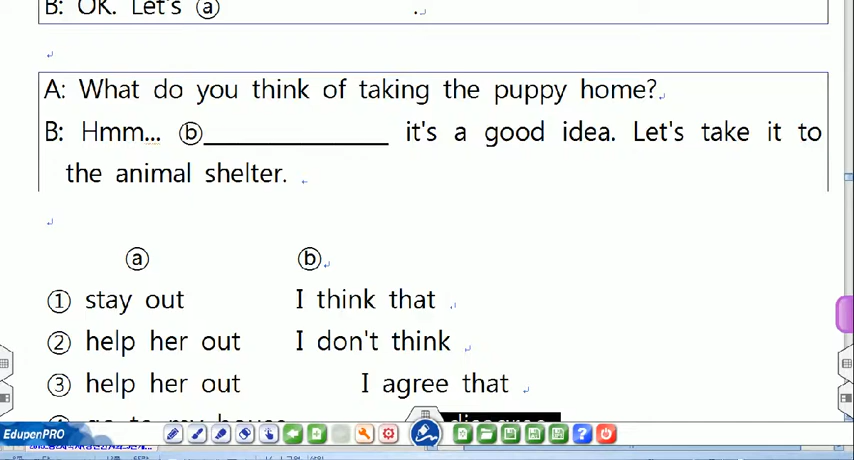 B: OK. Let's ⓐ .
A: What do you think of taking the puppy home?
B: Hmm... ⓑ______________ it's a good idea. Let's take it to
the animal shelter.
ⓐ ⓑ
① stay out I think that
② help her out I don't think
③ help her out I agree that
EdupenPRO